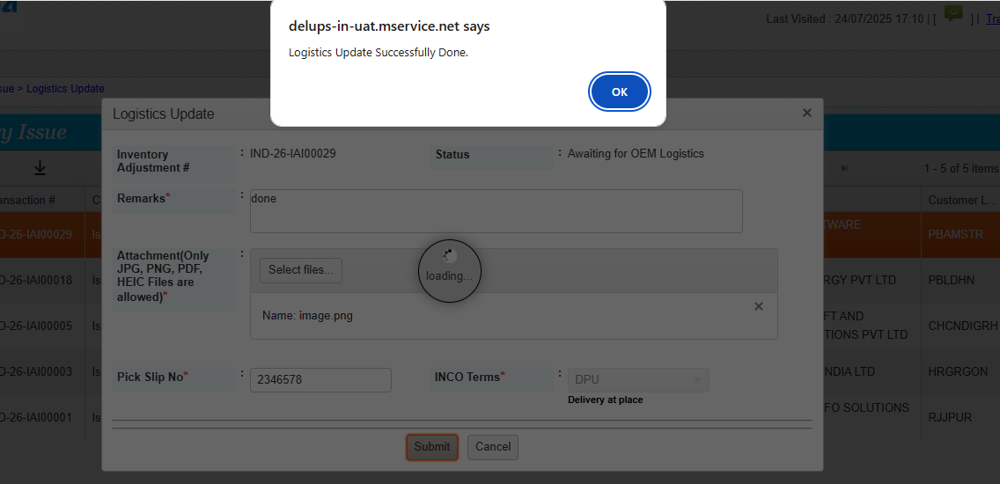 delups-in-uat.mservice.net says
Logistics Update Successfully Done.
OK
Last Visited : 24/07/2025 17:10 | [ ] | Tra
sue > Logistics Update
Logistics Update
y Issue
Inventory Adjustment # : IND-26-IAI00029
Status : Awaiting for OEM Logistics
1 - 5 of 5 items
Remarks* : done
ansaction #
C
Customer L...
D-26-IAI00029
Is
TWARE
PBAMSTR
Attachment(Only
JPG, PNG, PDF,
HEIC Files are
allowed)* :
Select files...
loading...
Name: image.png
D-26-IAI00018
Is
RGY PVT LTD
PBLDHN
D-26-IAI00005
Is
FT AND
TIONS PVT LTD
CHCNDIGRH
D-26-IAI00003
Is
NDIA LTD
HRGRGON
Pick Slip No* : 2346578
INCO Terms* : DPU
Delivery at place
D-26-IAI00001
Is
FO SOLUTIONS
RJJPUR
Submit
Cancel